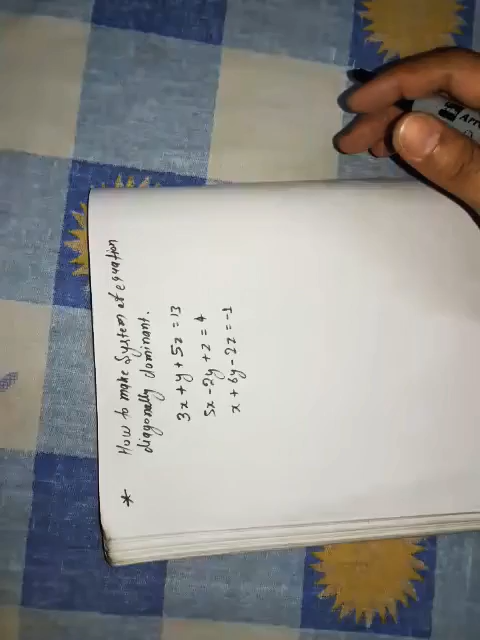 * How to make System of equation
diagonally dominant.
3x + y + 5z = 13
5x - 2y + z = 4
x + 6y - 2z = -1